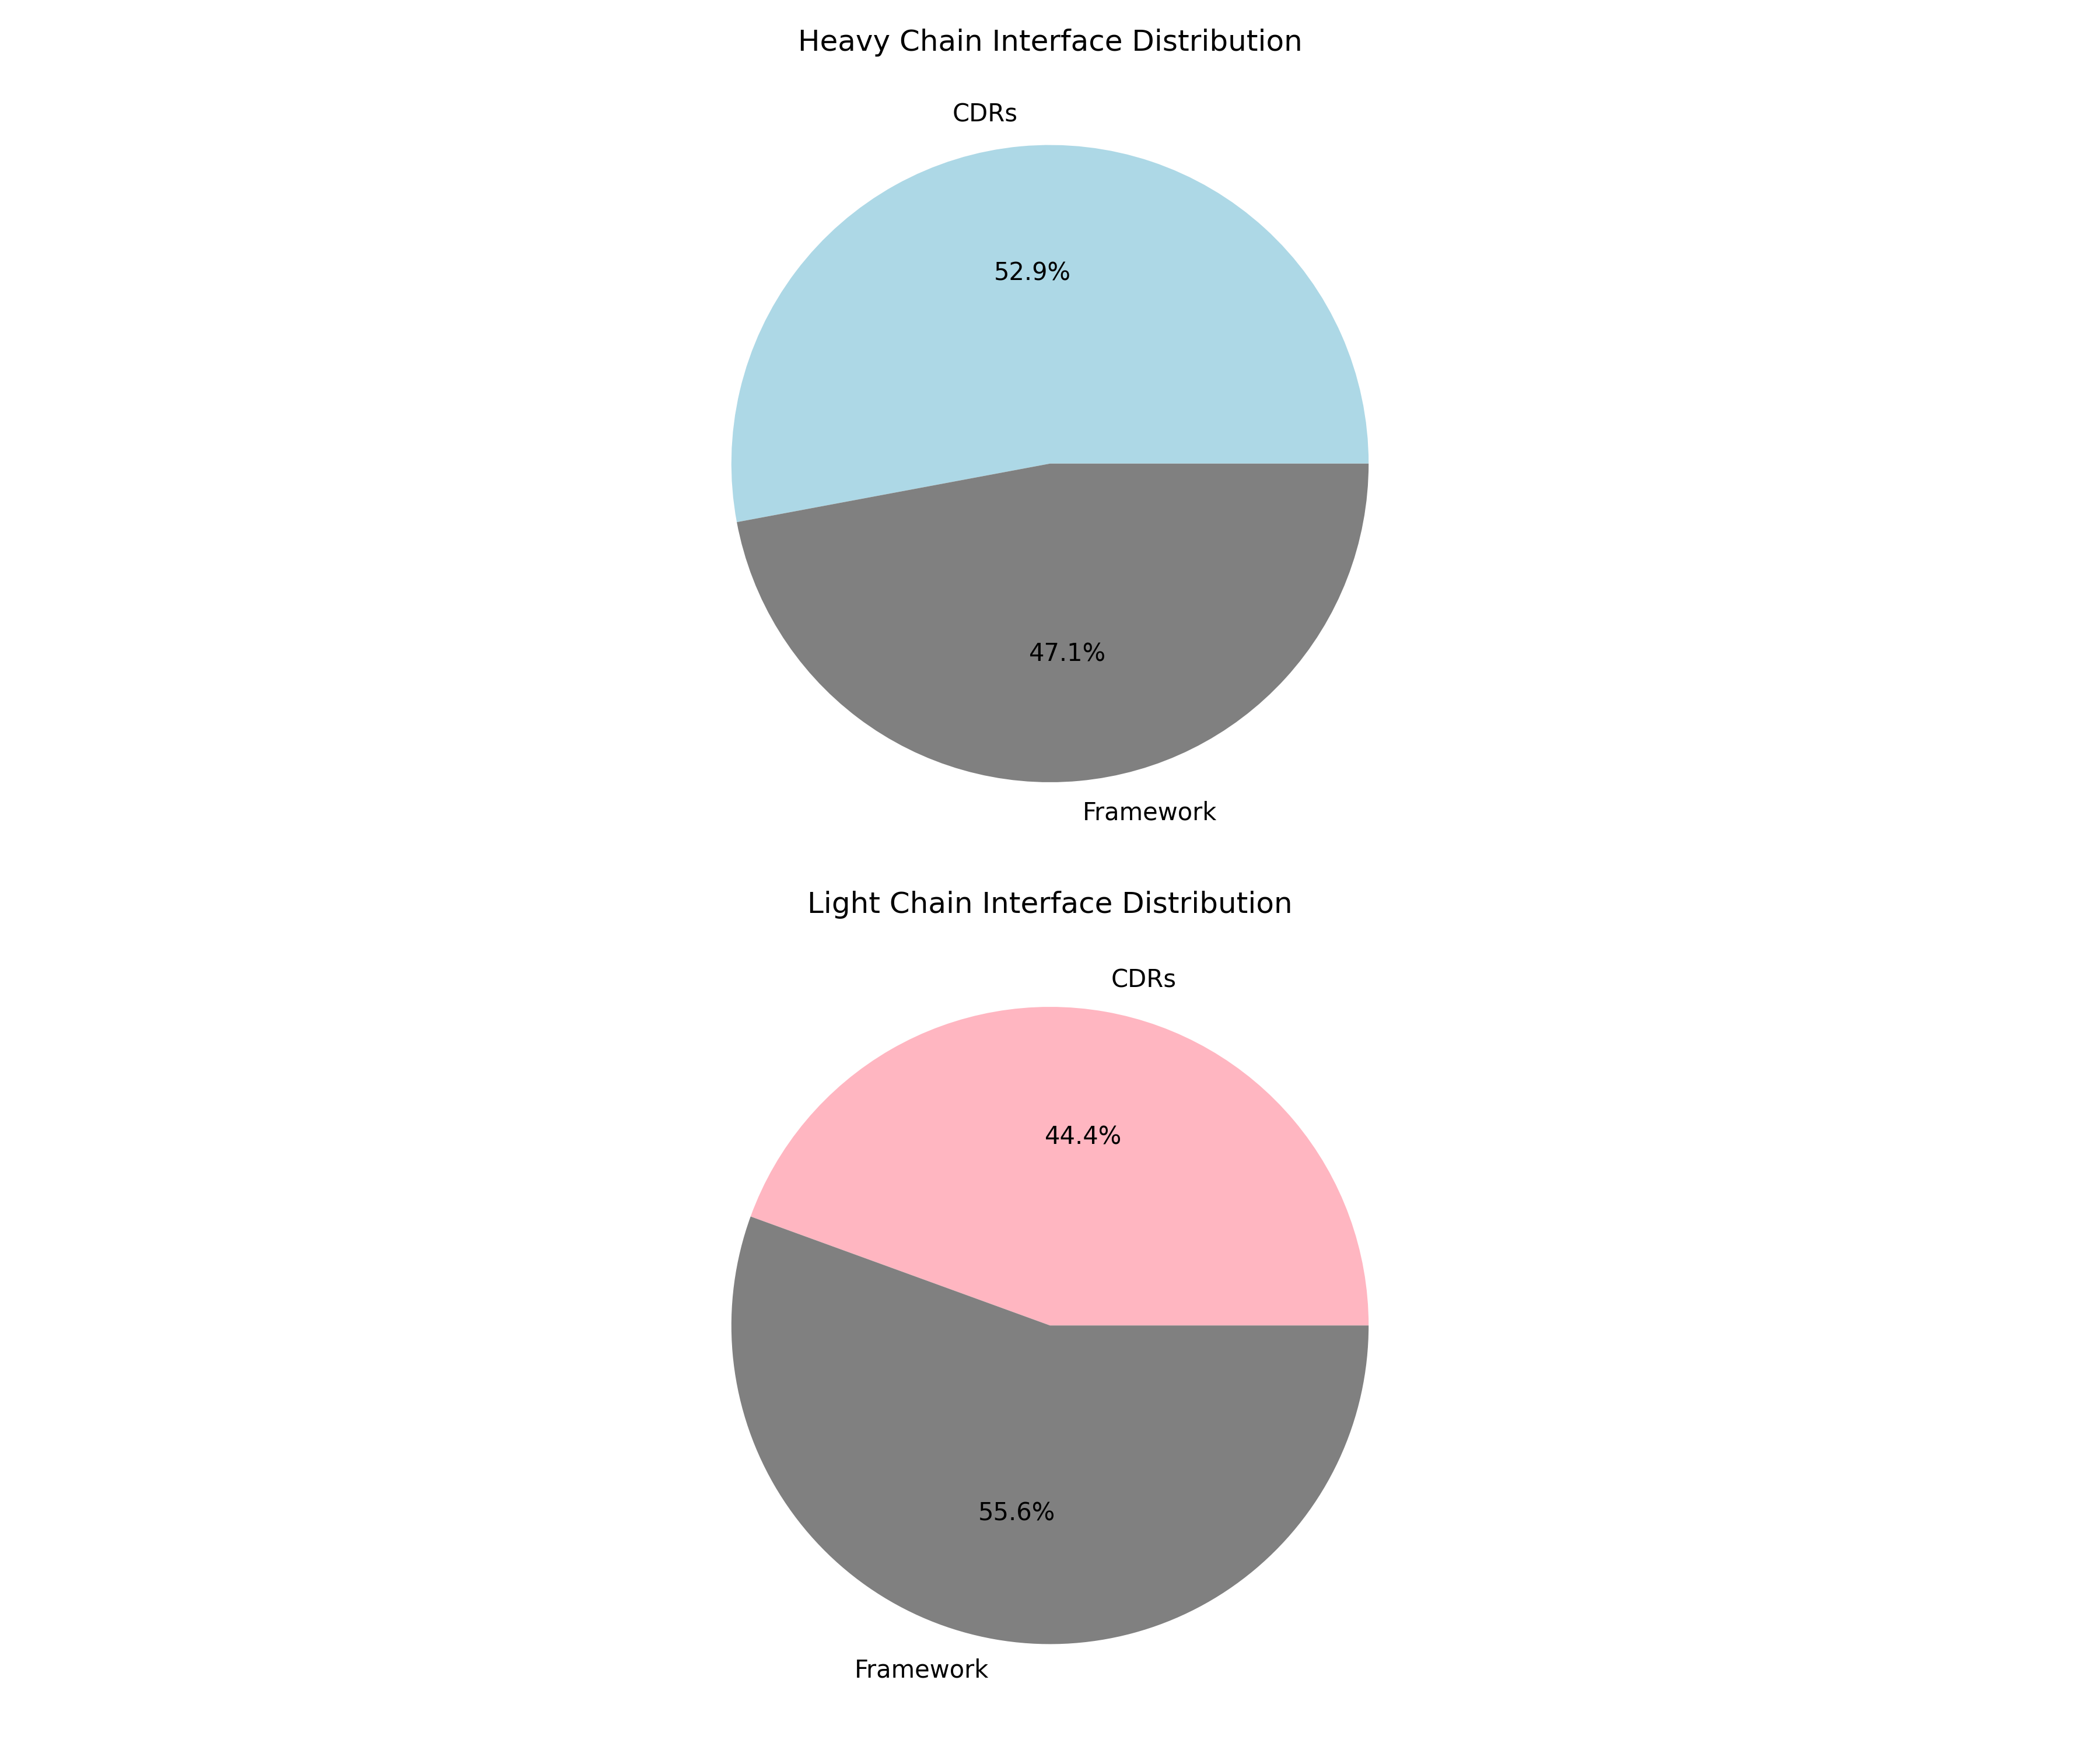 Heavy Chain Interface Distribution
CDRs
52.9%
47.1%
Framework
Light Chain Interface Distribution
CDRs
44.4%
55.6%
Framework